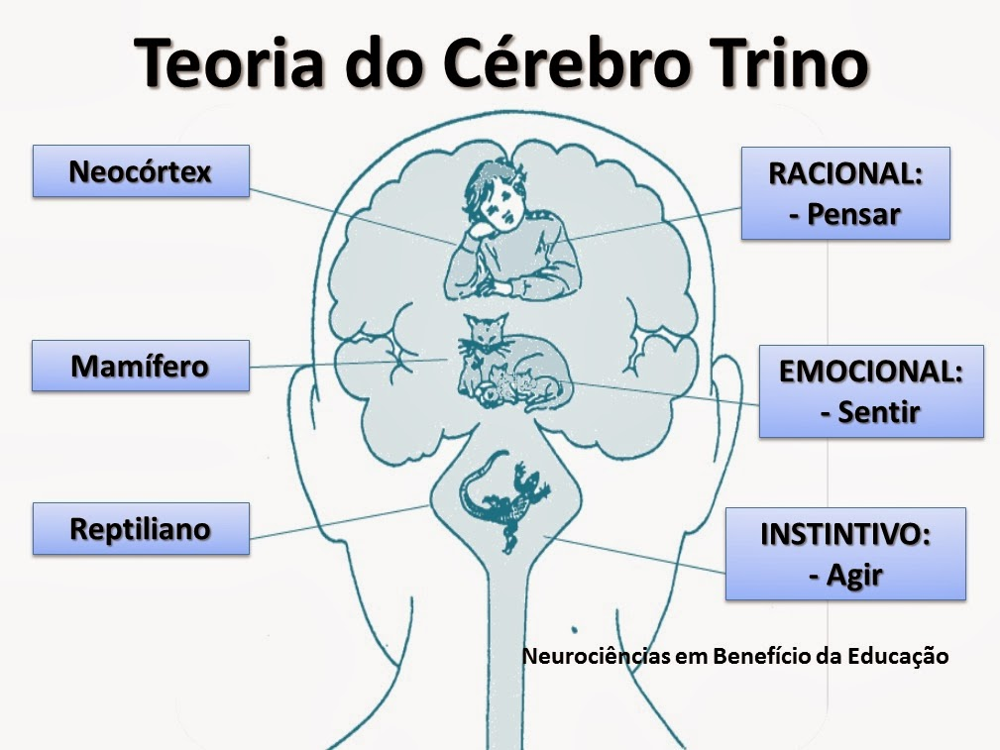 Teoria do Cérebro Trino
Neocórtex
RACIONAL:
- Pensar
Mamífero
EMOCIONAL:
- Sentir
Reptiliano
INSTINTIVO:
- Agir
Neurociências em Benefício da Educação